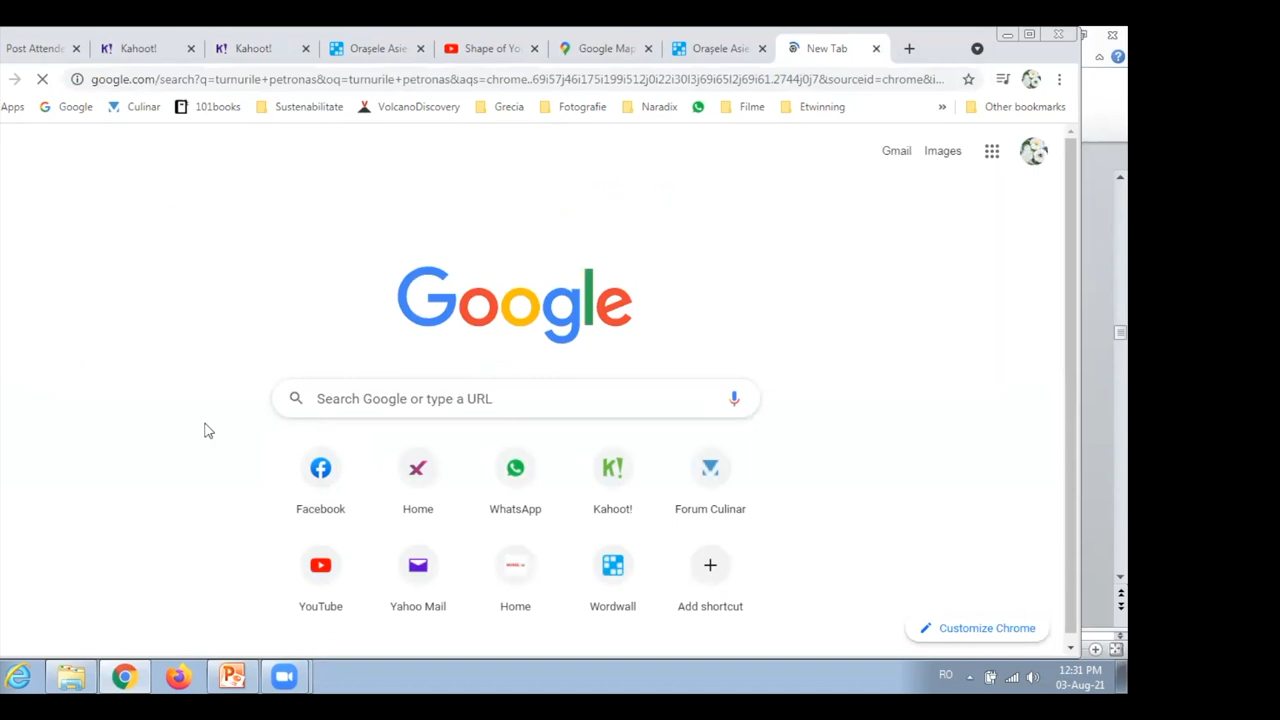 Post Attende Kahoot! Kahoot! Orașele Asie Shape of Yo Google Map Orașele Asie New Tab
google.com/search?q=turnurile+petronas&oq=turnurile+petronas&aqs=chrome..69i57j46i175i199i512j0i22i30l3j69i65l2j69i61.2744j0j7&sourceid=chrome&i...
Apps Google Culinar 101books Sustenabilitate VolcanoDiscovery Grecia Fotografie Naradix Filme Etwinning » Other bookmarks
Gmail Images
Google
Search Google or type a URL
Facebook Home WhatsApp Kahoot! Forum Culinar
YouTube Yahoo Mail Home Wordwall Add shortcut
Customize Chrome
RO 12:31 PM
03-Aug-21